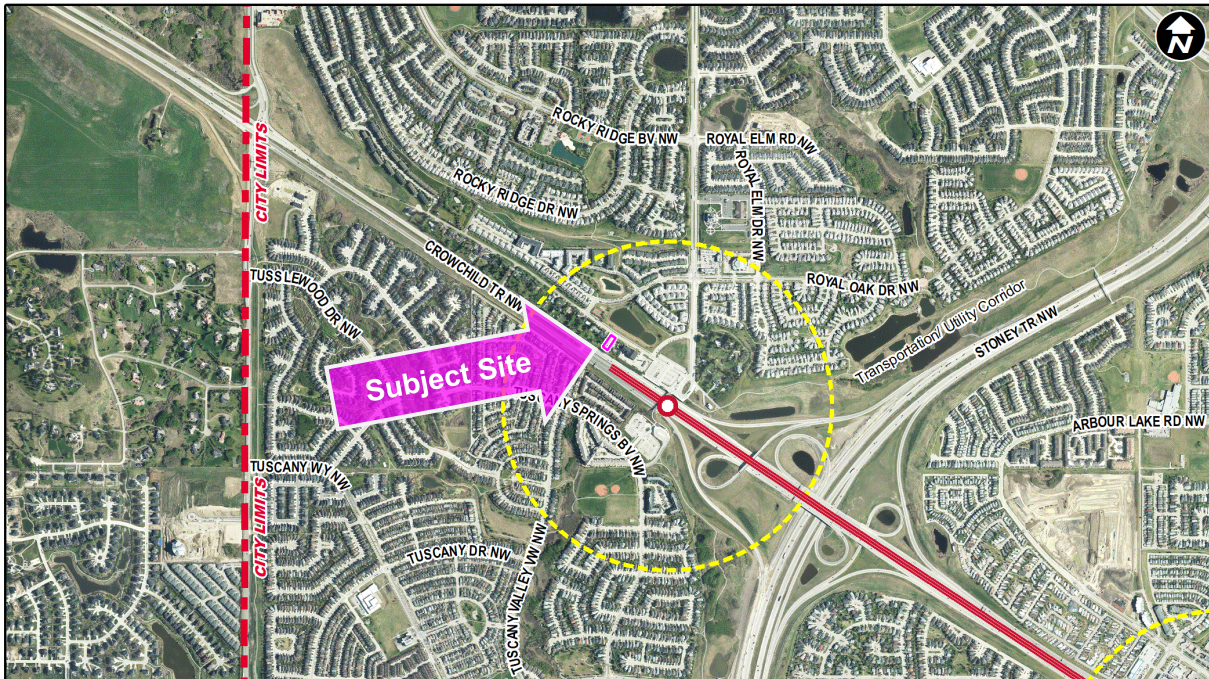 N
CITY LIMITS
ROCKY RIDGE BV NW
ROYAL ELM RD NW
ROCKY RIDGE DR NW
ROYAL ELM DR NW
CROWCHILD TR NW
TUSSLEWOOD DR NW
ROYAL OAK DR NW
Transportation/ Utility Corridor
STONEY TR NW
Subject Site
TUSCANY SPRINGS BV NW
ARBOUR LAKE RD NW
TUSCANY WY NW
CITY LIMITS
TUSCANY DR NW
TUSCANY VALLEY VW NW